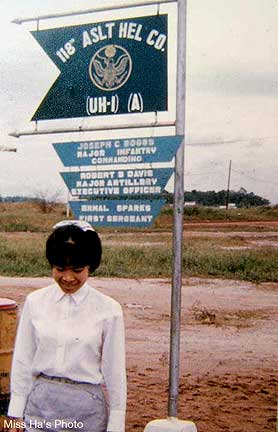 118th ASLT HEL CO.
(UH-1) (A)
JOSEPH C BOGGS
MAJOR INFANTRY
COMMANDING
ROBERT S DAVIS
MAJOR ARTILLERY
EXECUTIVE OFFICER
SPARKS
FIRST SERGEANT
Miss Ha's Photo